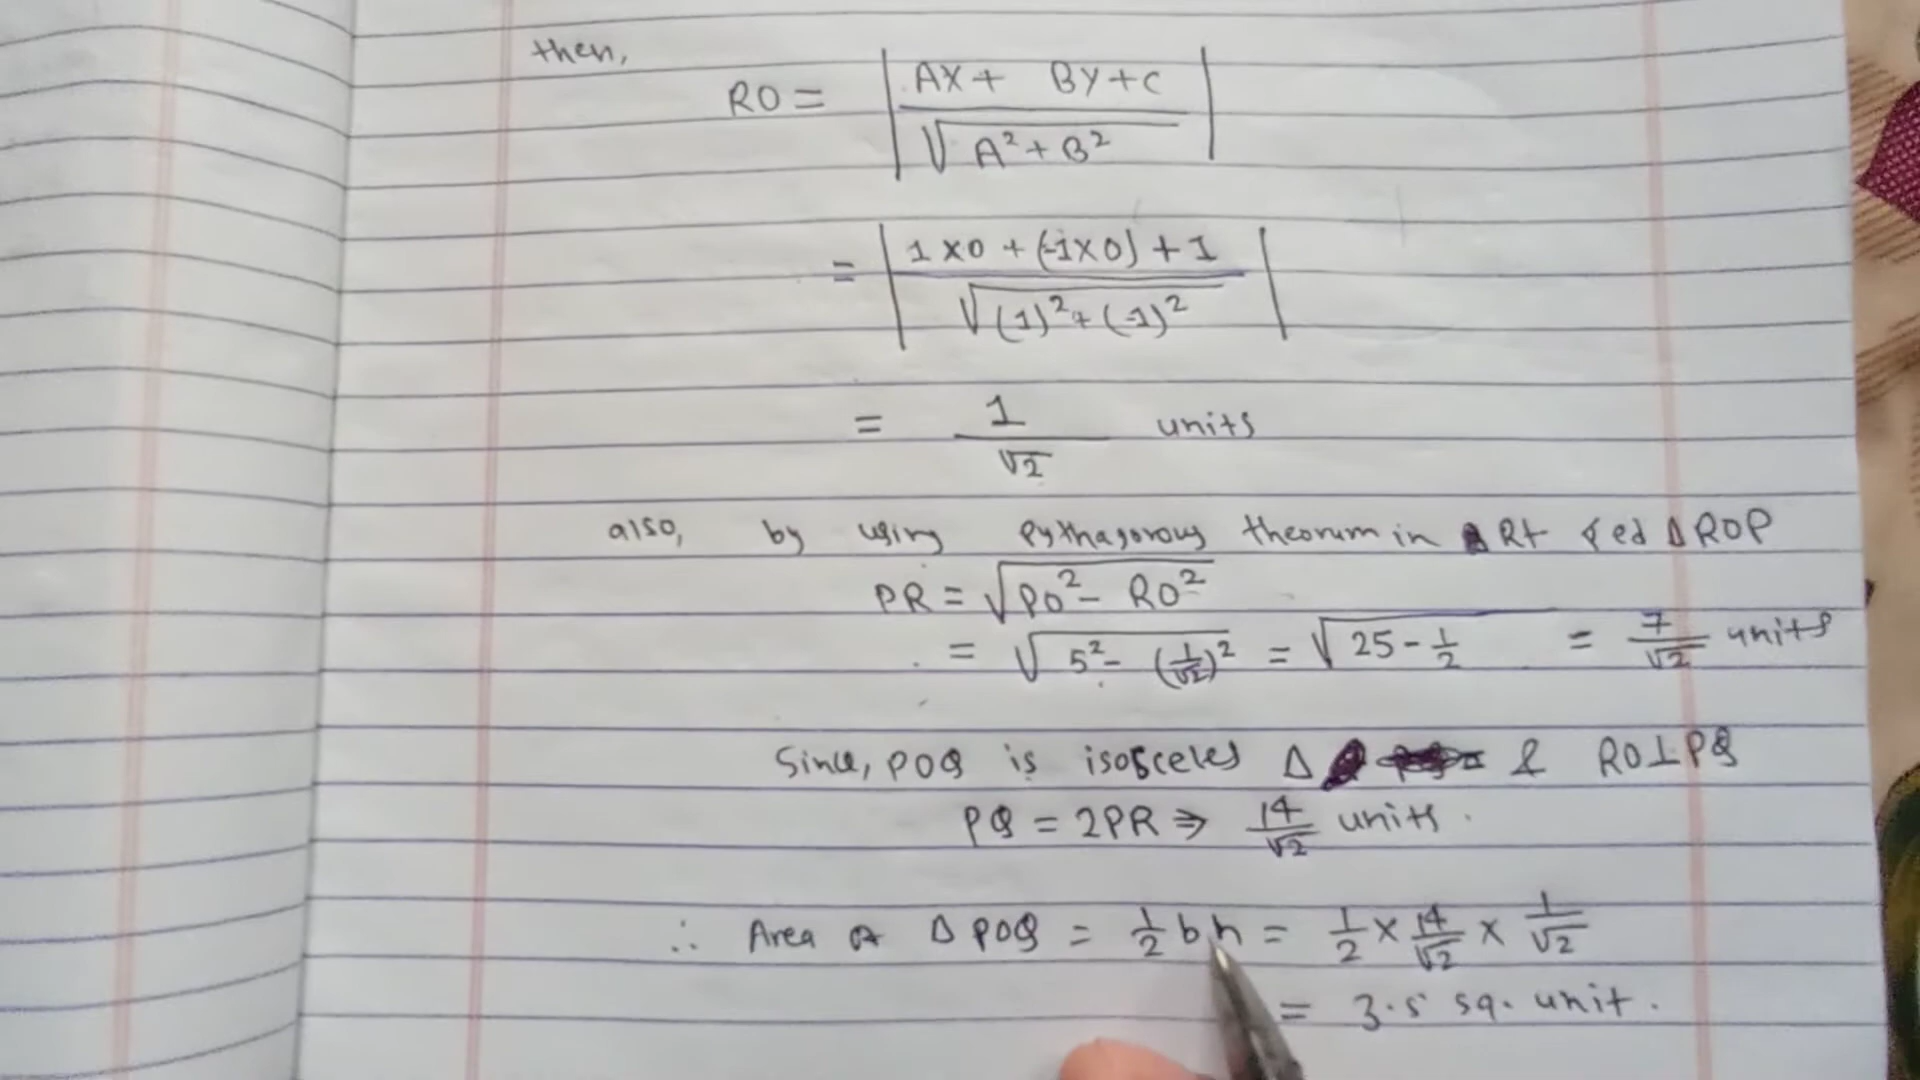 then,
RO = | AX + BY + C / √A² + B² |
= | 1 × 0 + (-1 × 0) + 1 / √(1)² + (-1)² |
= 1 / √2 units
also, by using Pythagorous theorum in Rt ∠ed Δ ROP
PR = √PO² - RO²
= √5² - (1/√2)² = √25 - 1/2 = 7/√2 units
Since, POQ is isosceles Δ & RO ⊥ PQ
PQ = 2PR ⇒ 14/√2 units.
∴ Area of Δ POQ = 1/2 bh = 1/2 × 14/√2 × 1/√2
= 3.5 sq. unit.